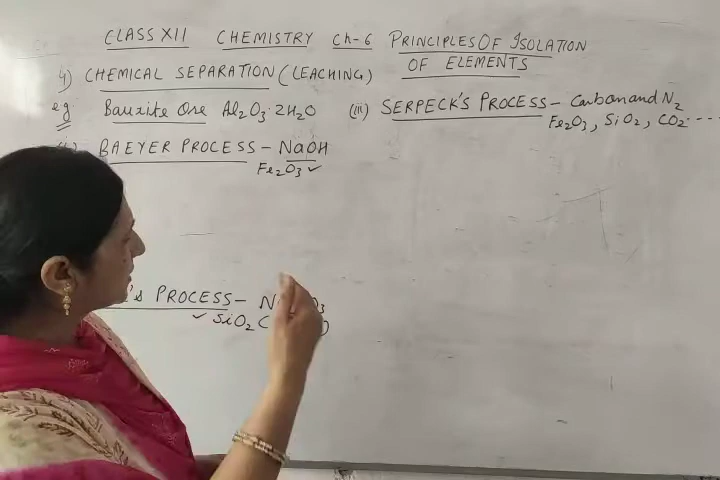 CLASS XII CHEMISTRY Ch-6 PRINCIPLES OF ISOLATION
OF ELEMENTS
4) CHEMICAL SEPARATION (LEACHING)
eg Bauxite Ore Al₂O₃·2H₂O
BAEYER PROCESS - NaOH
Fe₂O₃ ✓
's PROCESS - N
✓ SiO₂ (
(iii) SERPECK'S PROCESS - Carbon and N₂
Fe₂O₃, SiO₂, CO₂ ----